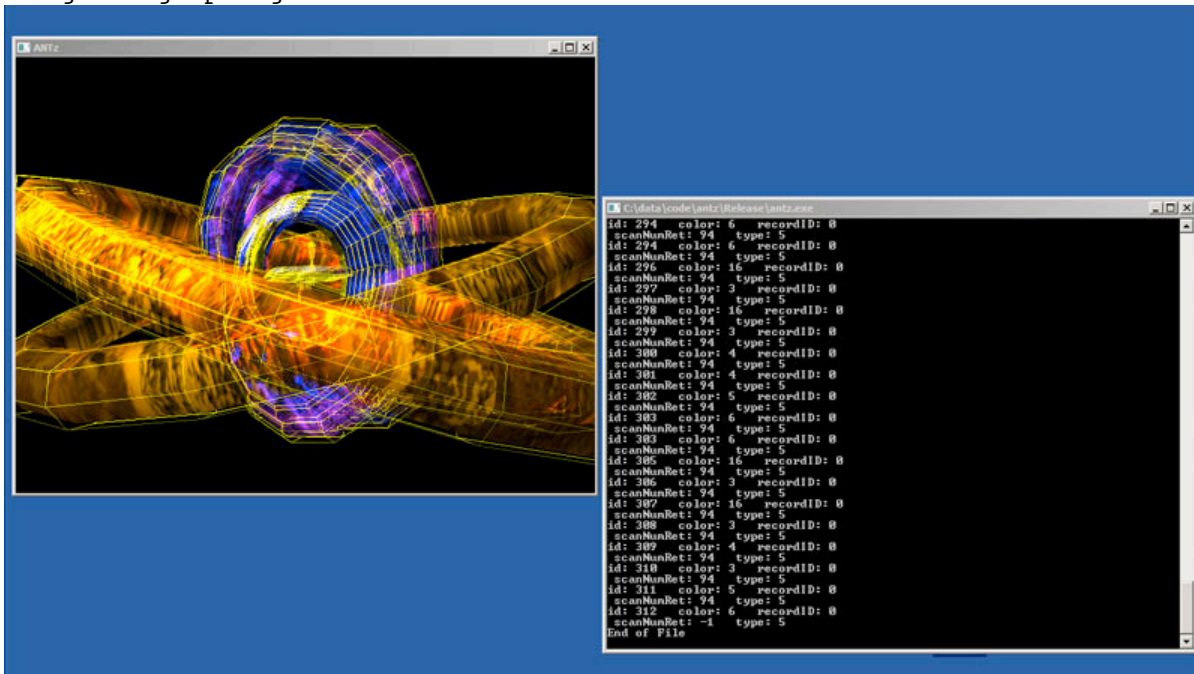 ANTz
C:\data\code\antz\Release\antz.exe
id: 294 color: 6 recordID: 0
scanNumRet: 94 type: 5
id: 294 color: 6 recordID: 0
scanNumRet: 94 type: 5
id: 296 color: 16 recordID: 0
scanNumRet: 94 type: 5
id: 297 color: 3 recordID: 0
scanNumRet: 94 type: 5
id: 298 color: 16 recordID: 0
scanNumRet: 94 type: 5
id: 299 color: 3 recordID: 0
scanNumRet: 94 type: 5
id: 300 color: 4 recordID: 0
scanNumRet: 94 type: 5
id: 301 color: 4 recordID: 0
scanNumRet: 94 type: 5
id: 302 color: 5 recordID: 0
scanNumRet: 94 type: 5
id: 303 color: 6 recordID: 0
scanNumRet: 94 type: 5
id: 303 color: 6 recordID: 0
scanNumRet: 94 type: 5
id: 305 color: 16 recordID: 0
scanNumRet: 94 type: 5
id: 306 color: 3 recordID: 0
scanNumRet: 94 type: 5
id: 307 color: 16 recordID: 0
scanNumRet: 94 type: 5
id: 308 color: 3 recordID: 0
scanNumRet: 94 type: 5
id: 309 color: 4 recordID: 0
scanNumRet: 94 type: 5
id: 310 color: 3 recordID: 0
scanNumRet: 94 type: 5
id: 311 color: 5 recordID: 0
scanNumRet: 94 type: 5
id: 312 color: 6 recordID: 0
scanNumRet: -1 type: 5
End of File